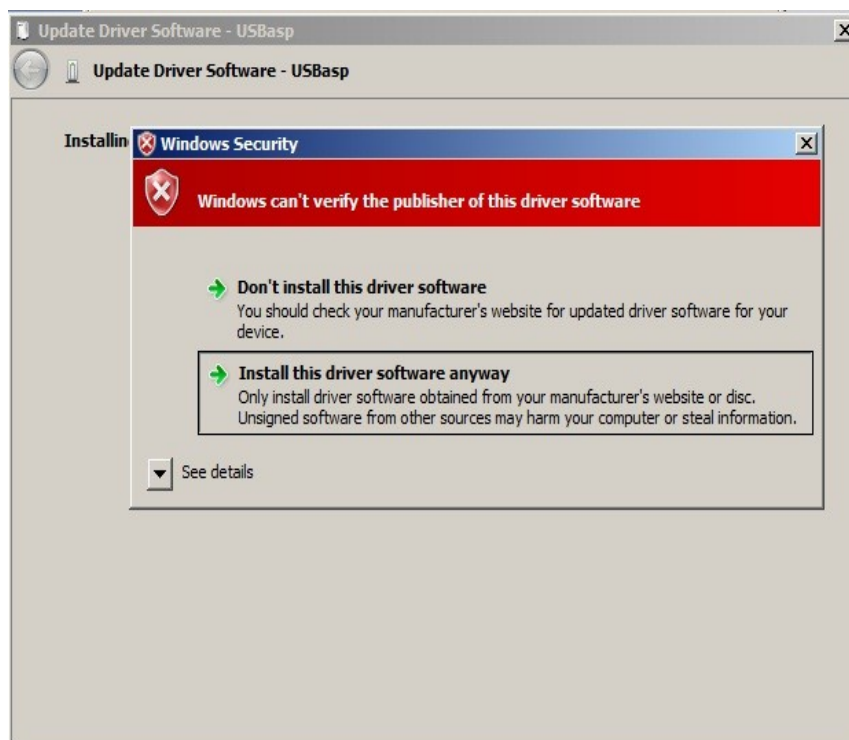 Update Driver Software - USBasp
Update Driver Software - USBasp
Installin
Windows Security
Windows can't verify the publisher of this driver software
Don't install this driver software
You should check your manufacturer's website for updated driver software for your
device.
Install this driver software anyway
Only install driver software obtained from your manufacturer's website or disc.
Unsigned software from other sources may harm your computer or steal information.
See details